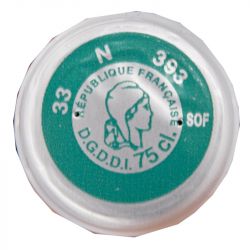 33 N 393
SOF
RÉPUBLIQUE FRANÇAISE
D.G.D.D.I. 75 cl.